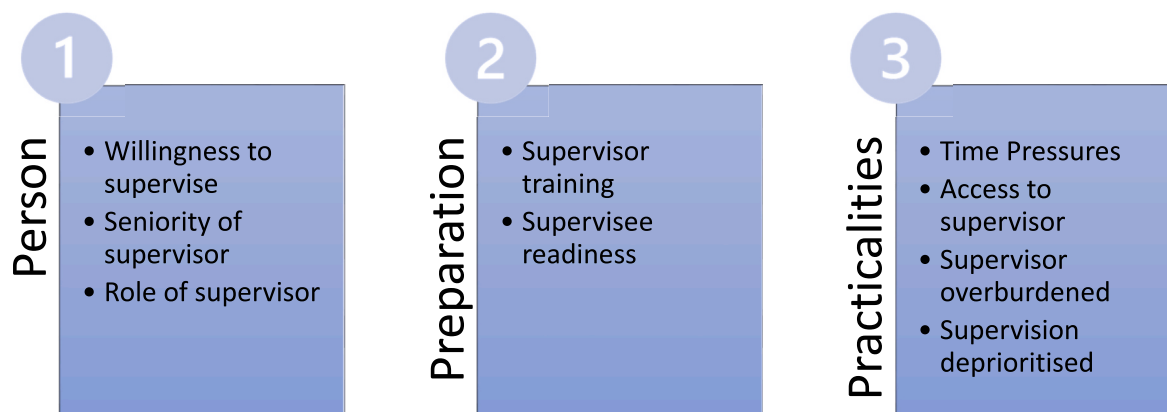 1
Person
• Willingness to
supervise
• Seniority of
supervisor
• Role of supervisor
2
Preparation
• Supervisor
training
• Supervisee
readiness
3
Practicalities
• Time Pressures
• Access to
supervisor
• Supervisor
overburdened
• Supervision
deprioritised